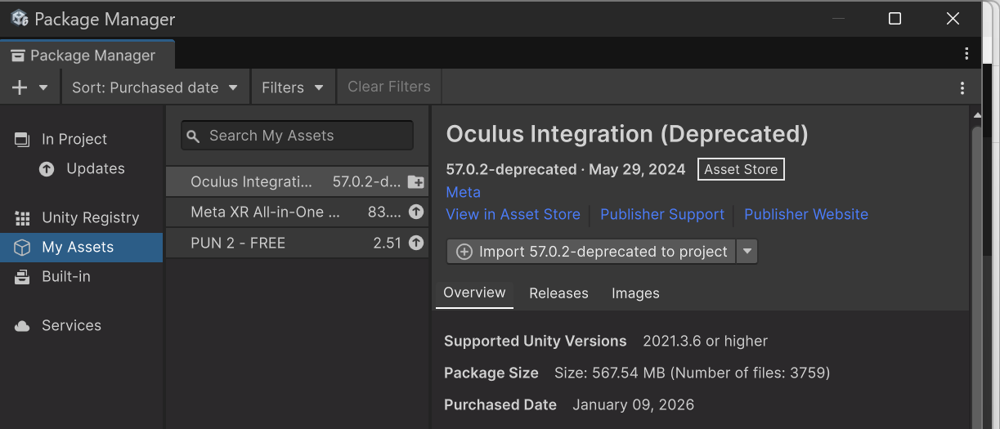 Package Manager
Package Manager
Sort: Purchased date
Filters
Clear Filters
In Project
Updates
Unity Registry
My Assets
Built-in
Services
Search My Assets
Oculus Integrati... 57.0.2-d...
Meta XR All-in-One ... 83....
PUN 2 - FREE 2.51
Oculus Integration (Deprecated)
57.0.2-deprecated · May 29, 2024 Asset Store
Meta
View in Asset Store Publisher Support Publisher Website
Import 57.0.2-deprecated to project
Overview Releases Images
Supported Unity Versions 2021.3.6 or higher
Package Size Size: 567.54 MB (Number of files: 3759)
Purchased Date January 09, 2026